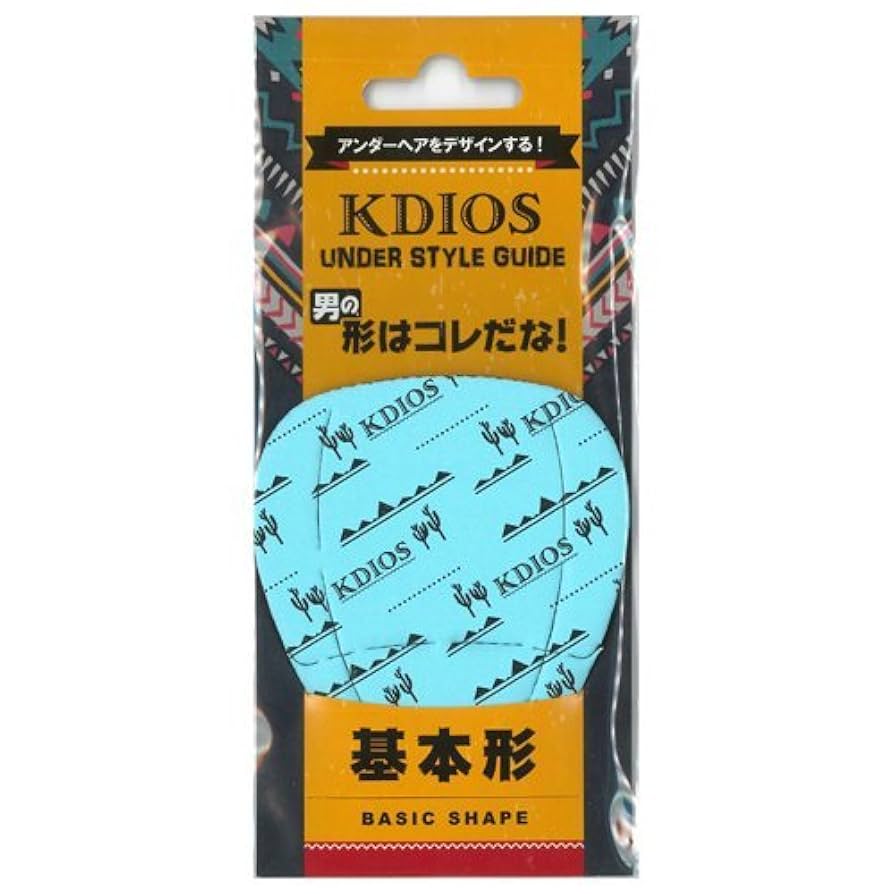 アンダーヘアをデザインする!
KDIOS
UNDER STYLE GUIDE
男の
形はコレだな!
KDIOS
KDIOS
KDIOS
KDIOS
基本形
BASIC SHAPE